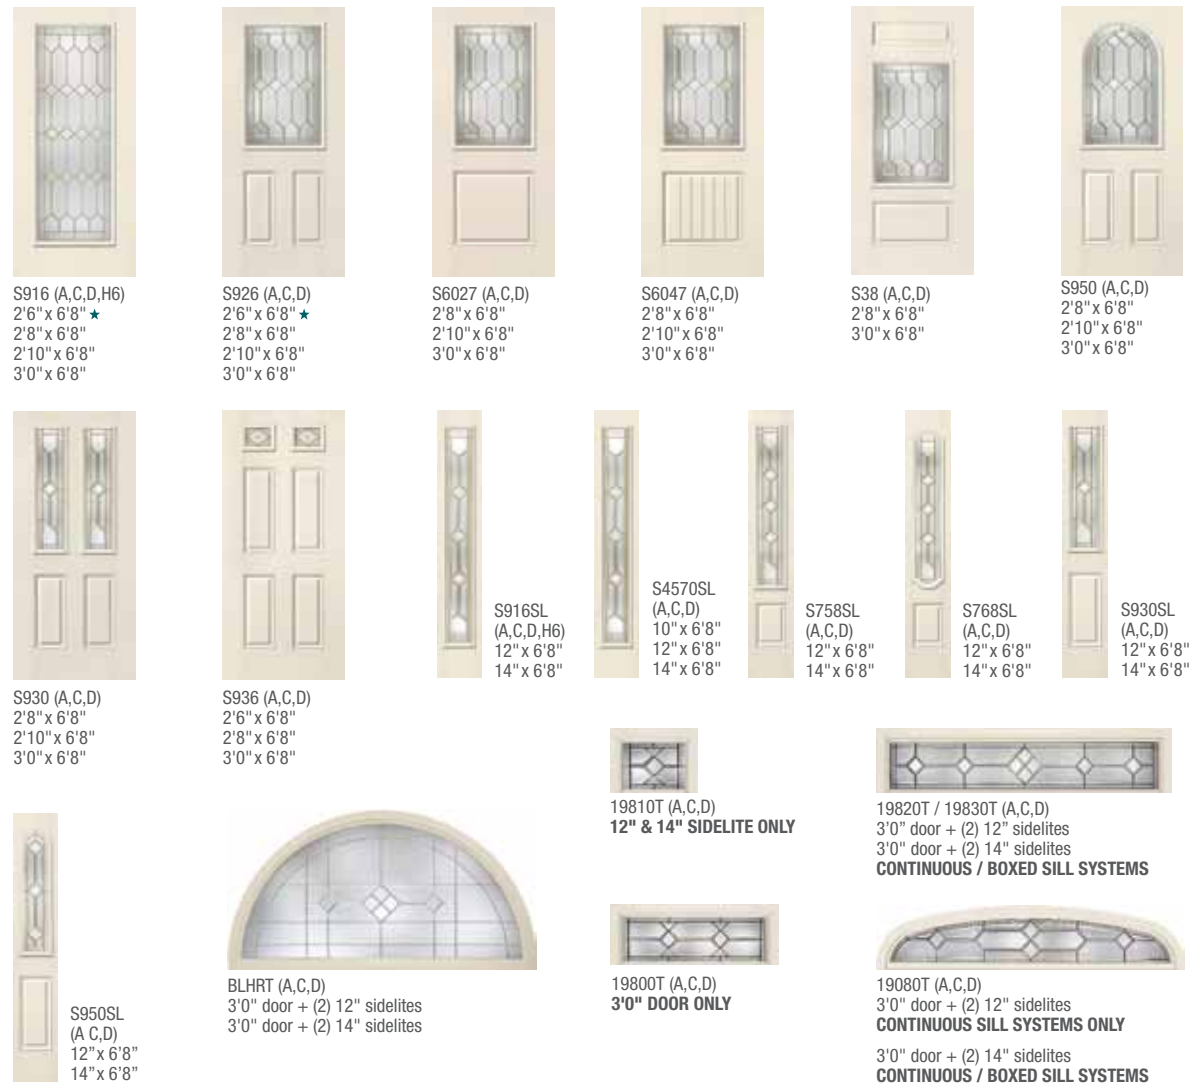 S916 (A,C,D,H6)
2'6" x 6'8" ★
2'8" x 6'8"
2'10" x 6'8"
3'0" x 6'8"
S926 (A,C,D)
2'6" x 6'8" ★
2'8" x 6'8"
2'10" x 6'8"
3'0" x 6'8"
S6027 (A,C,D)
2'8" x 6'8"
2'10" x 6'8"
3'0" x 6'8"
S6047 (A,C,D)
2'8" x 6'8"
2'10" x 6'8"
3'0" x 6'8"
S38 (A,C,D)
2'8" x 6'8"
3'0" x 6'8"
S950 (A,C,D)
2'8" x 6'8"
2'10" x 6'8"
3'0" x 6'8"
S930 (A,C,D)
2'8" x 6'8"
2'10" x 6'8"
3'0" x 6'8"
S936 (A,C,D)
2'6" x 6'8"
2'8" x 6'8"
3'0" x 6'8"
S916SL
(A,C,D,H6)
12" x 6'8"
14" x 6'8"
S4570SL
(A,C,D)
10" x 6'8"
12" x 6'8"
14" x 6'8"
S758SL
(A,C,D)
12" x 6'8"
14" x 6'8"
S768SL
(A,C,D)
12" x 6'8"
14" x 6'8"
S930SL
(A,C,D)
12" x 6'8"
14" x 6'8"
S950SL
(A C,D)
12” x 6’8”
14” x 6’8”
BLHRT (A,C,D)
3'0" door + (2) 12" sidelites
3'0" door + (2) 14" sidelites
19810T (A,C,D)
12" & 14" SIDELITE ONLY
19800T (A,C,D)
3'0" DOOR ONLY
19820T / 19830T (A,C,D)
3'0” door + (2) 12” sidelites
3'0" door + (2) 14" sidelites
CONTINUOUS / BOXED SILL SYSTEMS
19080T (A,C,D)
3'0" door + (2) 12" sidelites
CONTINUOUS SILL SYSTEMS ONLY
3'0" door + (2) 14" sidelites
CONTINUOUS / BOXED SILL SYSTEMS